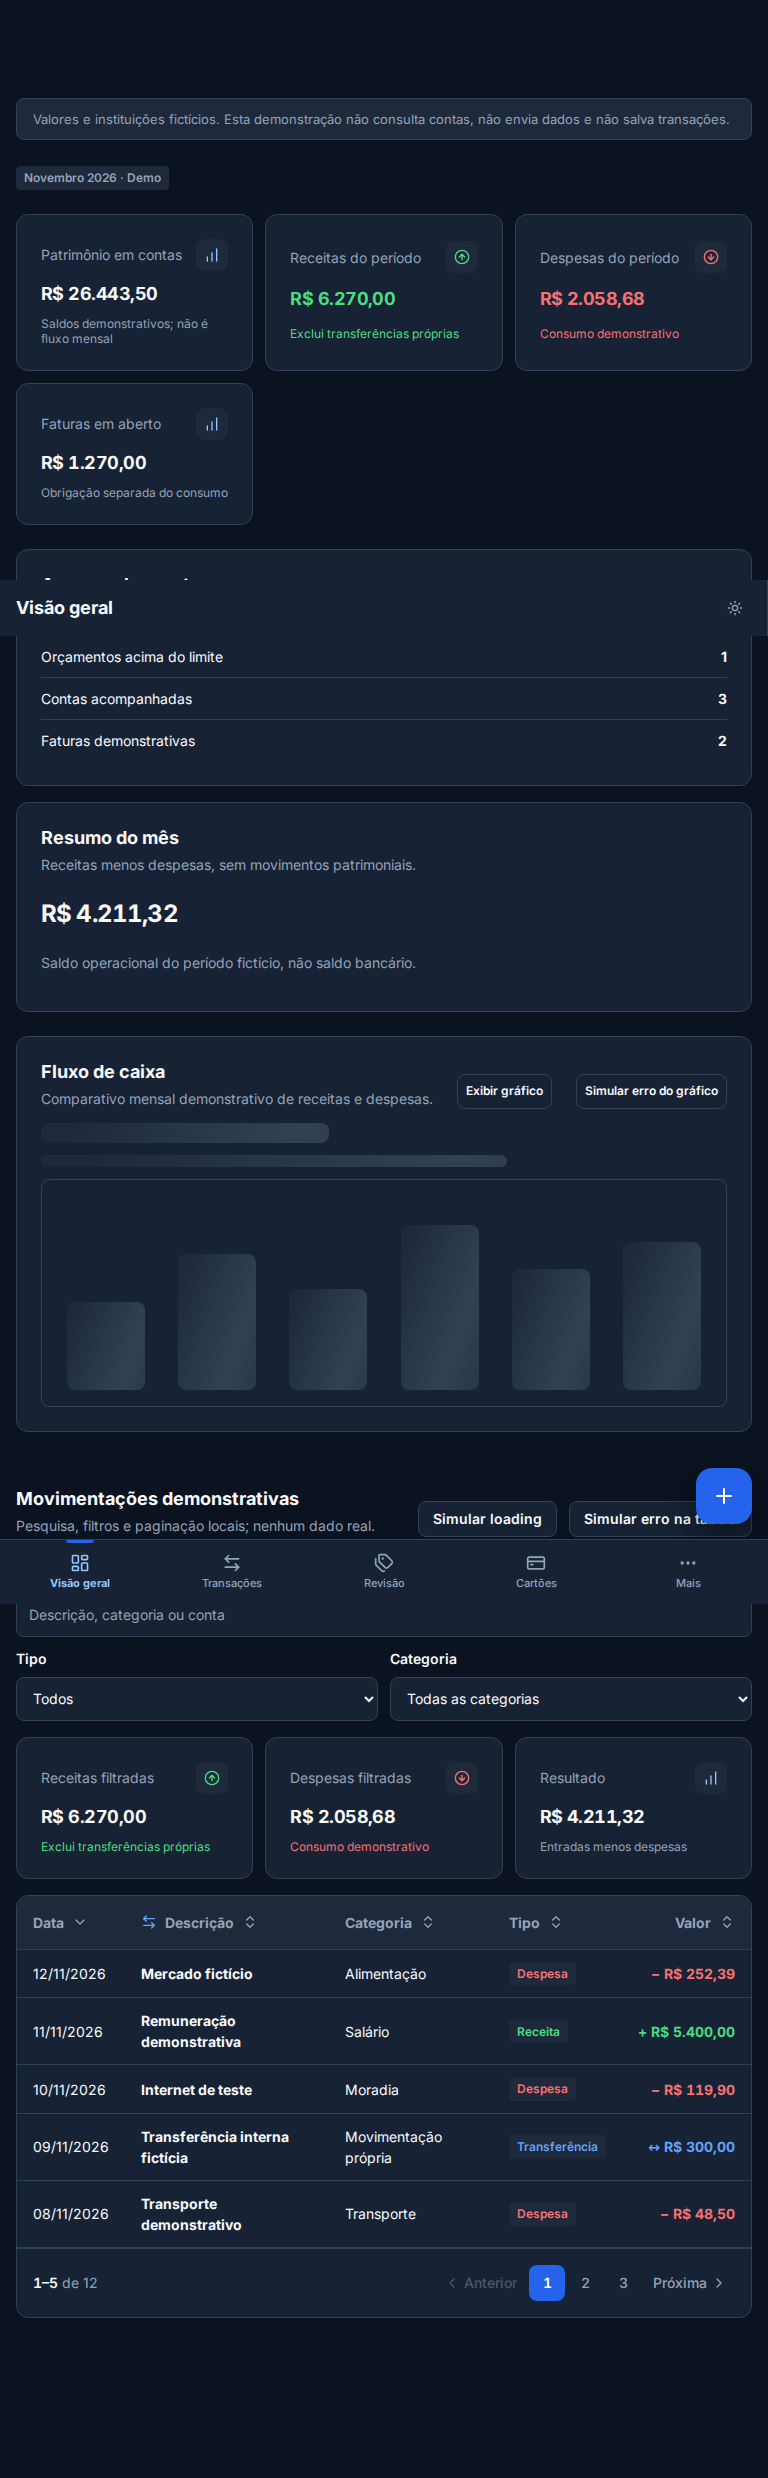 Valores e instituições fictícios. Esta demonstração não consulta contas, não envia dados e não salva transações.
Novembro 2026 · Demo
Patrimônio em contas
R$ 26.443,50
Saldos demonstrativos; não é
fluxo mensal
Receitas do período
R$ 6.270,00
Exclui transferências próprias
Despesas do período
R$ 2.058,68
Consumo demonstrativo
Faturas em aberto
R$ 1.270,00
Obrigação separada do consumo
Visão geral
Orçamentos acima do limite 1
Contas acompanhadas 3
Faturas demonstrativas 2
Resumo do mês
Receitas menos despesas, sem movimentos patrimoniais.
R$ 4.211,32
Saldo operacional do período fictício, não saldo bancário.
Fluxo de caixa
Comparativo mensal demonstrativo de receitas e despesas.
Exibir gráfico
Simular erro do gráfico
Movimentações demonstrativas
Pesquisa, filtros e paginação locais; nenhum dado real.
Simular loading
Simular erro na
Visão geral
Transações
Revisão
Cartões
Mais
Descrição, categoria ou conta
Tipo
Todos
Categoria
Todas as categorias
Receitas filtradas
R$ 6.270,00
Exclui transferências próprias
Despesas filtradas
R$ 2.058,68
Consumo demonstrativo
Resultado
R$ 4.211,32
Entradas menos despesas
Data Descrição Categoria Tipo Valor
12/11/2026 Mercado fictício Alimentação Despesa − R$ 252,39
11/11/2026 Remuneração demonstrativa Salário Receita + R$ 5.400,00
10/11/2026 Internet de teste Moradia Despesa − R$ 119,90
09/11/2026 Transferência interna fictícia Movimentação própria Transferência ↔ R$ 300,00
08/11/2026 Transporte demonstrativo Transporte Despesa − R$ 48,50
1–5 de 12
Anterior 1 2 3 Próxima